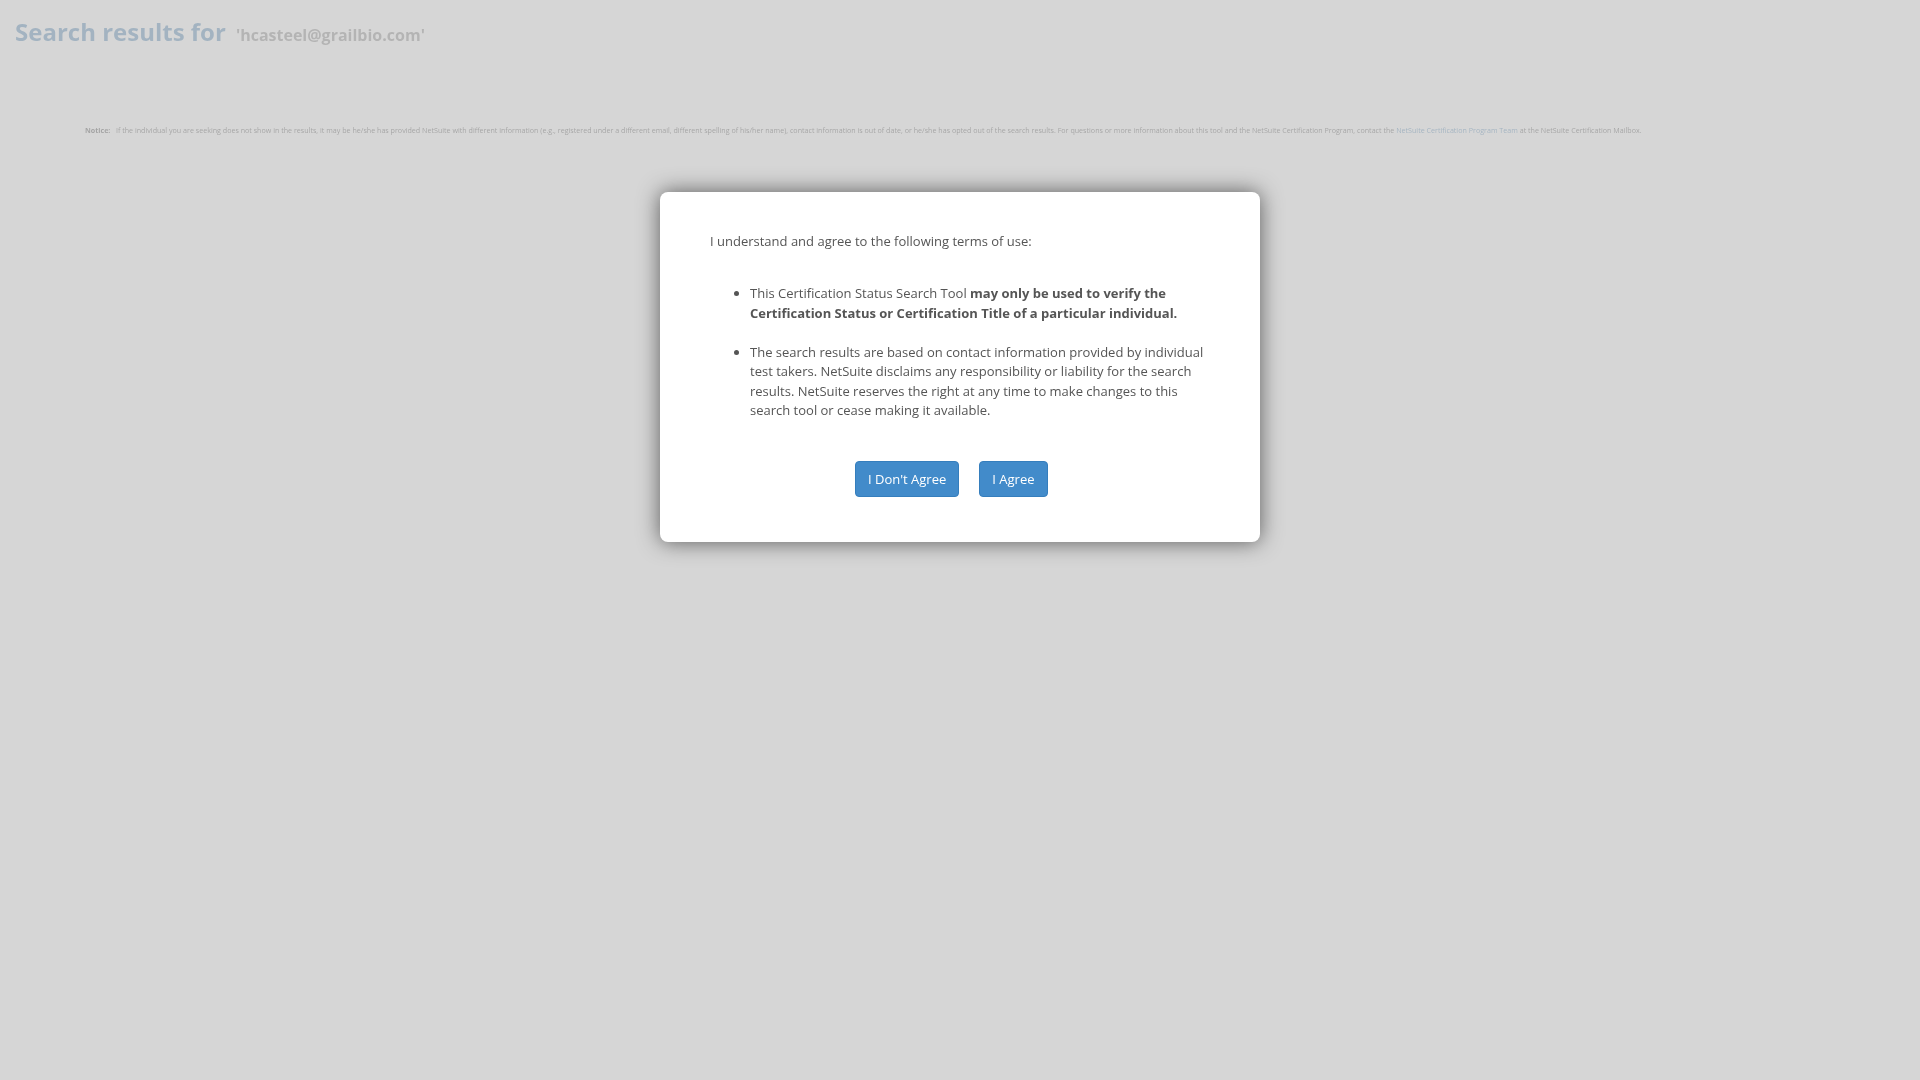 Search results for 'hcasteel@grailbio.com'
Notice: If the individual you are seeking does not show in the results, it may be he/she has provided NetSuite with different information (e.g., registered under a different email, different spelling of his/her name), contact information is out of date, or he/she has opted out of the search results. For questions or more information about this tool and the NetSuite Certification Program, contact the NetSuite Certification Program Team at the NetSuite Certification Mailbox.
I understand and agree to the following terms of use:
• This Certification Status Search Tool may only be used to verify the
Certification Status or Certification Title of a particular individual.
• The search results are based on contact information provided by individual
test takers. NetSuite disclaims any responsibility or liability for the search
results. NetSuite reserves the right at any time to make changes to this
search tool or cease making it available.
I Don't Agree I Agree